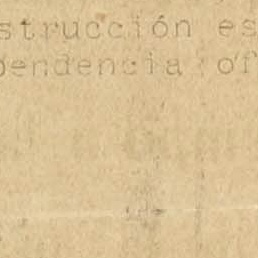 strucción es
pendencia of